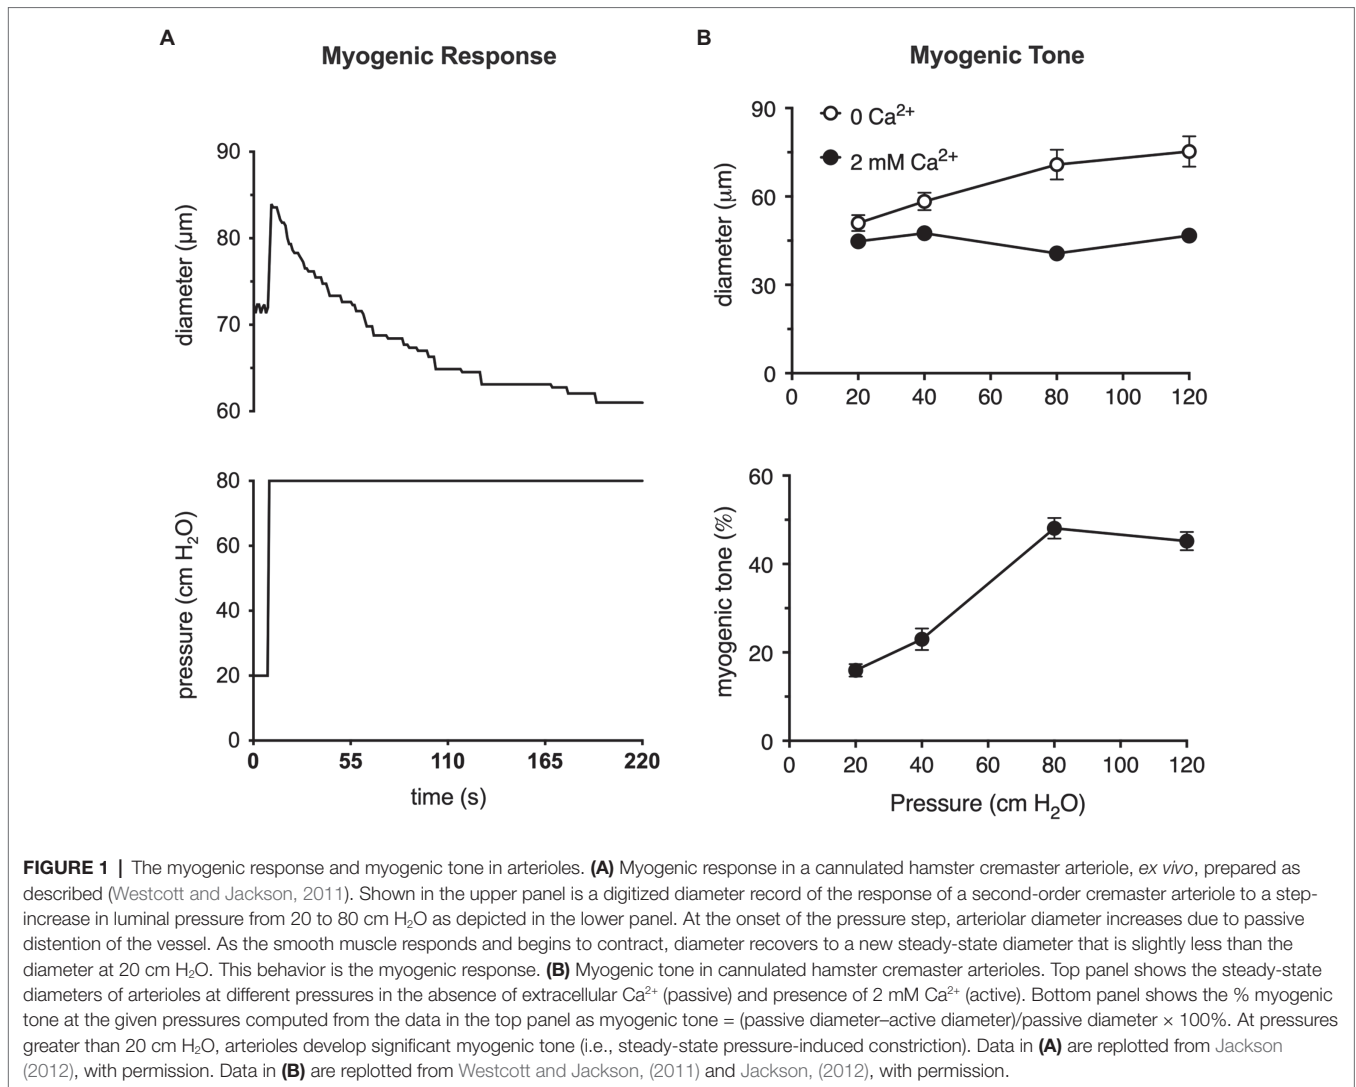 A
Myogenic Response
90
80
70
60
diameter (µm)
80
60
40
20
0
pressure (cm H₂O)
0 55 110 165 220
time (s)
B
Myogenic Tone
90
60
30
0
diameter (µm)
0 Ca²⁺
2 mM Ca²⁺
0 20 40 60 80 100 120
60
40
20
0
myogenic tone (%)
0 20 40 60 80 100 120
Pressure (cm H₂O)
FIGURE 1 | The myogenic response and myogenic tone in arterioles. (A) Myogenic response in a cannulated hamster cremaster arteriole, ex vivo, prepared as
described (Westcott and Jackson, 2011). Shown in the upper panel is a digitized diameter record of the response of a second-order cremaster arteriole to a step-
increase in luminal pressure from 20 to 80 cm H₂O as depicted in the lower panel. At the onset of the pressure step, arteriolar diameter increases due to passive
distention of the vessel. As the smooth muscle responds and begins to contract, diameter recovers to a new steady-state diameter that is slightly less than the
diameter at 20 cm H₂O. This behavior is the myogenic response. (B) Myogenic tone in cannulated hamster cremaster arterioles. Top panel shows the steady-state
diameters of arterioles at different pressures in the absence of extracellular Ca²⁺ (passive) and presence of 2 mM Ca²⁺ (active). Bottom panel shows the % myogenic
tone at the given pressures computed from the data in the top panel as myogenic tone = (passive diameter–active diameter)/passive diameter × 100%. At pressures
greater than 20 cm H₂O, arterioles develop significant myogenic tone (i.e., steady-state pressure-induced constriction). Data in (A) are replotted from Jackson
(2012), with permission. Data in (B) are replotted from Westcott and Jackson, (2011) and Jackson, (2012), with permission.